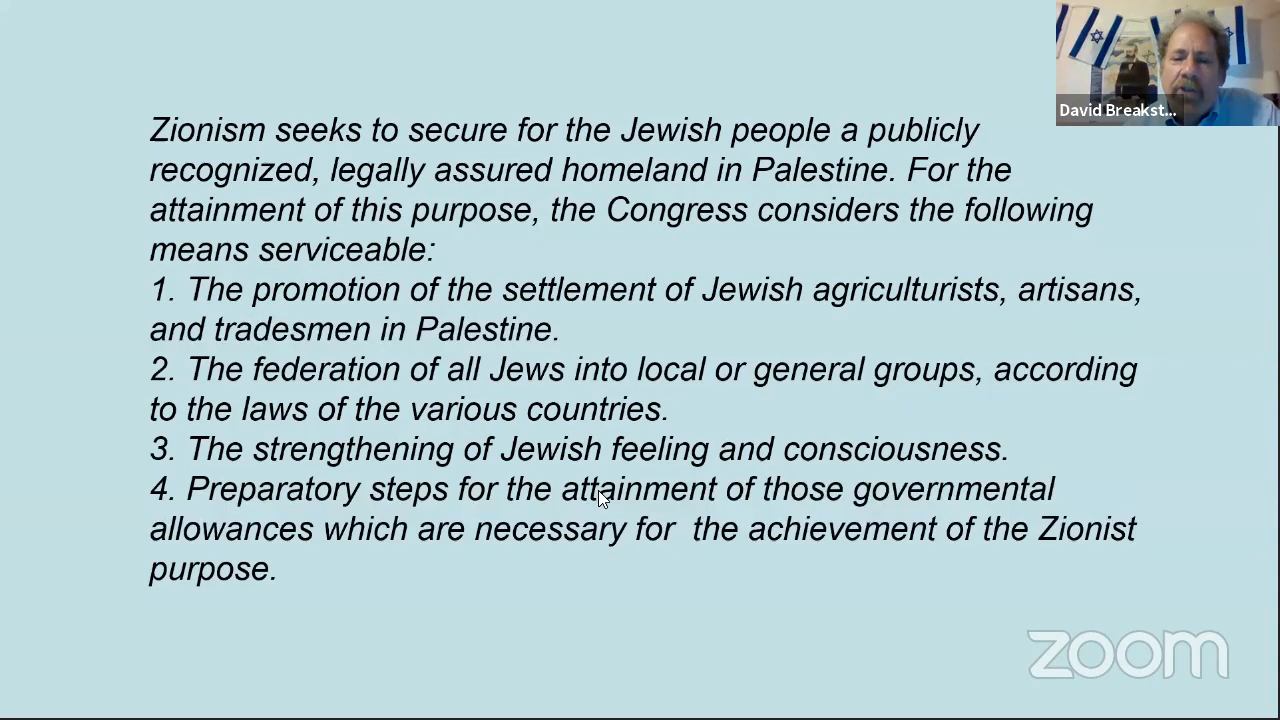 David Breakst...
Zionism seeks to secure for the Jewish people a publicly
recognized, legally assured homeland in Palestine. For the
attainment of this purpose, the Congress considers the following
means serviceable:
1. The promotion of the settlement of Jewish agriculturists, artisans,
and tradesmen in Palestine.
2. The federation of all Jews into local or general groups, according
to the laws of the various countries.
3. The strengthening of Jewish feeling and consciousness.
4. Preparatory steps for the attainment of those governmental
allowances which are necessary for  the achievement of the Zionist
purpose.
zoom